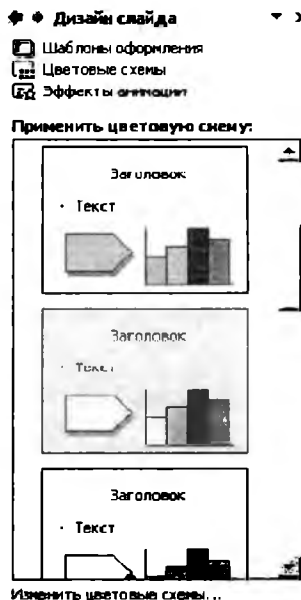 Дизайн слайда
Шаблоны оформления
Цветовые схемы
Эффекты анимации
Применить цветовую схему:
Заголовок
· Текст
Заголовок
· Текст
Заголовок
· Текст
Изменить цветовые схемы...